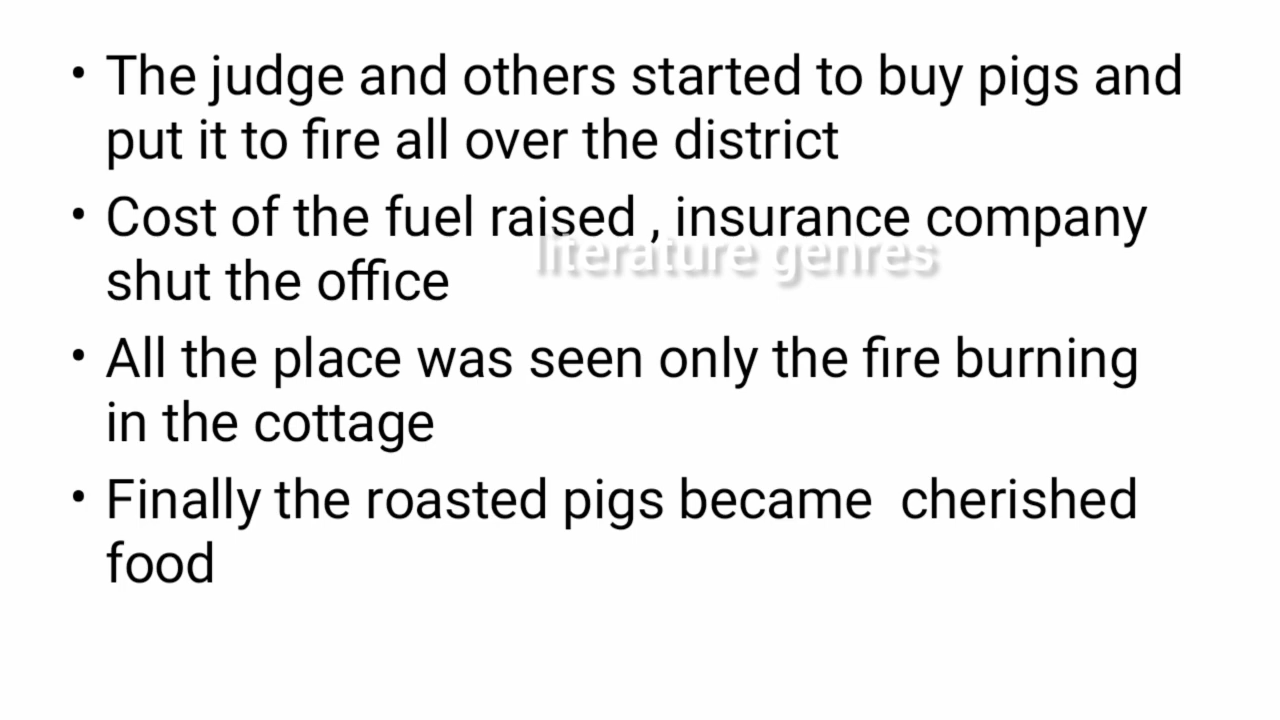 • The judge and others started to buy pigs and
put it to fire all over the district
• Cost of the fuel raised , insurance company
shut the office
literature genres
• All the place was seen only the fire burning
in the cottage
• Finally the roasted pigs became  cherished
food